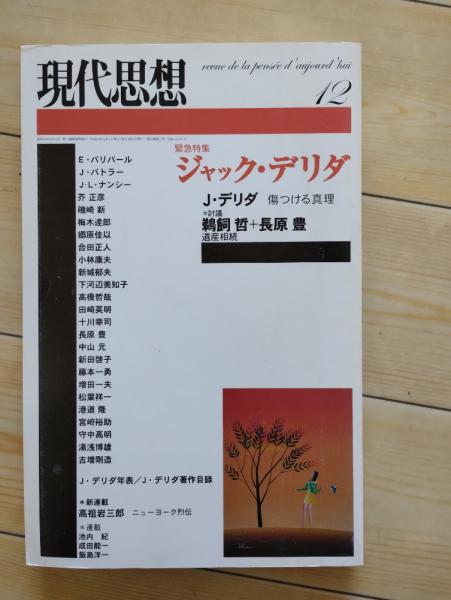 現代思想
revue de la pensée d'aujourd'hui
12
緊急特集
ジャック・デリダ
J・デリダ 傷つける真理
*討議
鵜飼 哲+長原 豊
遺産相続
E・バリバール
J・バトラー
J・L・ナンシー
芥 正彦
磯崎 新
梅木達郎
郷原佳以
合田正人
小林康夫
新城郁夫
下河辺美知子
高橋哲哉
田崎英明
十川幸司
長原 豊
中山 元
新田啓子
藤本一勇
増田一夫
松葉祥一
港道 隆
宮﨑裕助
守中高明
湯浅博雄
吉増剛造
J・デリダ年表/J・デリダ著作目録
*新連載
高祖岩三郎 ニューヨーク烈伝
*連載
池内 紀
成田龍一
飯島洋一